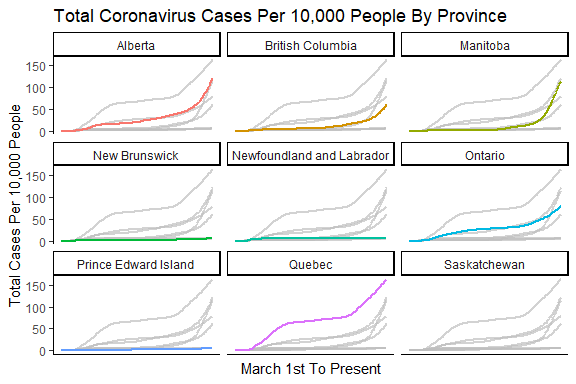 Total Coronavirus Cases Per 10,000 People By Province
Total Cases Per 10,000 People
Alberta
British Columbia
Manitoba
150
100
50
0
New Brunswick
Newfoundland and Labrador
Ontario
150
100
50
0
Prince Edward Island
Quebec
Saskatchewan
150
100
50
0
March 1st To Present